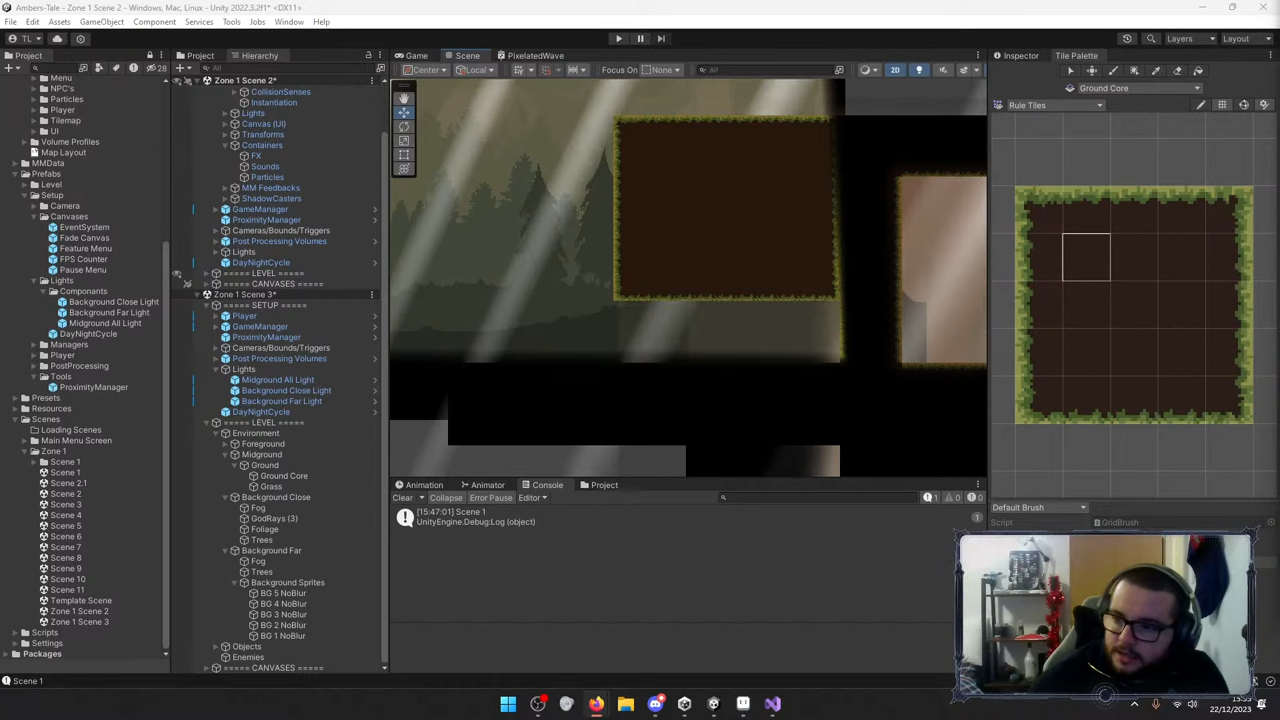 Ambers-Tale - Zone 1 Scene 2 - Windows, Mac, Linux - Unity 2022.3.2f1* <DX11>
File Edit Assets GameObject Component Services Tools Jobs Window Help
TL Layers Layout
Project
28
Menu
NPC's
Particles
Player
Tilemap
UI
Volume Profiles
Map Layout
MMData
Prefabs
Level
Setup
Camera
Canvases
EventSystem
Fade Canvas
Feature Menu
FPS Counter
Pause Menu
Lights
Componants
Background Close Light
Background Far Light
Midground All Light
DayNightCycle
Managers
Player
PostProcessing
Tools
ProximityManager
Presets
Resources
Scenes
Loading Scenes
Main Menu Screen
Zone 1
Scene 1
Scene 1
Scene 2.1
Scene 2
Scene 3
Scene 4
Scene 5
Scene 6
Scene 7
Scene 8
Scene 9
Scene 10
Scene 11
Template Scene
Zone 1 Scene 2
Zone 1 Scene 3
Scripts
Settings
Packages
Scene 1
Project Hierarchy
All
Zone 1 Scene 2*
CollisionSenses
Instantiation
Lights
Canvas (UI)
Transforms
Containers
FX
Sounds
Particles
MM Feedbacks
ShadowCasters
GameManager
ProximityManager
Cameras/Bounds/Triggers
Post Processing Volumes
Lights
DayNightCycle
===== LEVEL =====
===== CANVASES =====
Zone 1 Scene 3*
===== SETUP =====
Player
GameManager
ProximityManager
Cameras/Bounds/Triggers
Post Processing Volumes
Lights
Midground All Light
Background Close Light
Background Far Light
DayNightCycle
===== LEVEL =====
Environment
Foreground
Midground
Ground
Ground Core
Grass
Background Close
Fog
GodRays (3)
Foliage
Trees
Background Far
Fog
Trees
Background Sprites
BG 5 NoBlur
BG 4 NoBlur
BG 3 NoBlur
BG 2 NoBlur
BG 1 NoBlur
Objects
Enemies
===== CANVASES =====
Game Scene PixelatedWave
Center Local Focus On None All 2D
Animation Animator Console Project
Clear Collapse Error Pause Editor 1 0 0
[15:47:01] Scene 1
UnityEngine.Debug:Log (object)
1
Inspector Tile Palette
Ground Core
Rule Tiles
Default Brush
Script GridBrush
22/12/2023